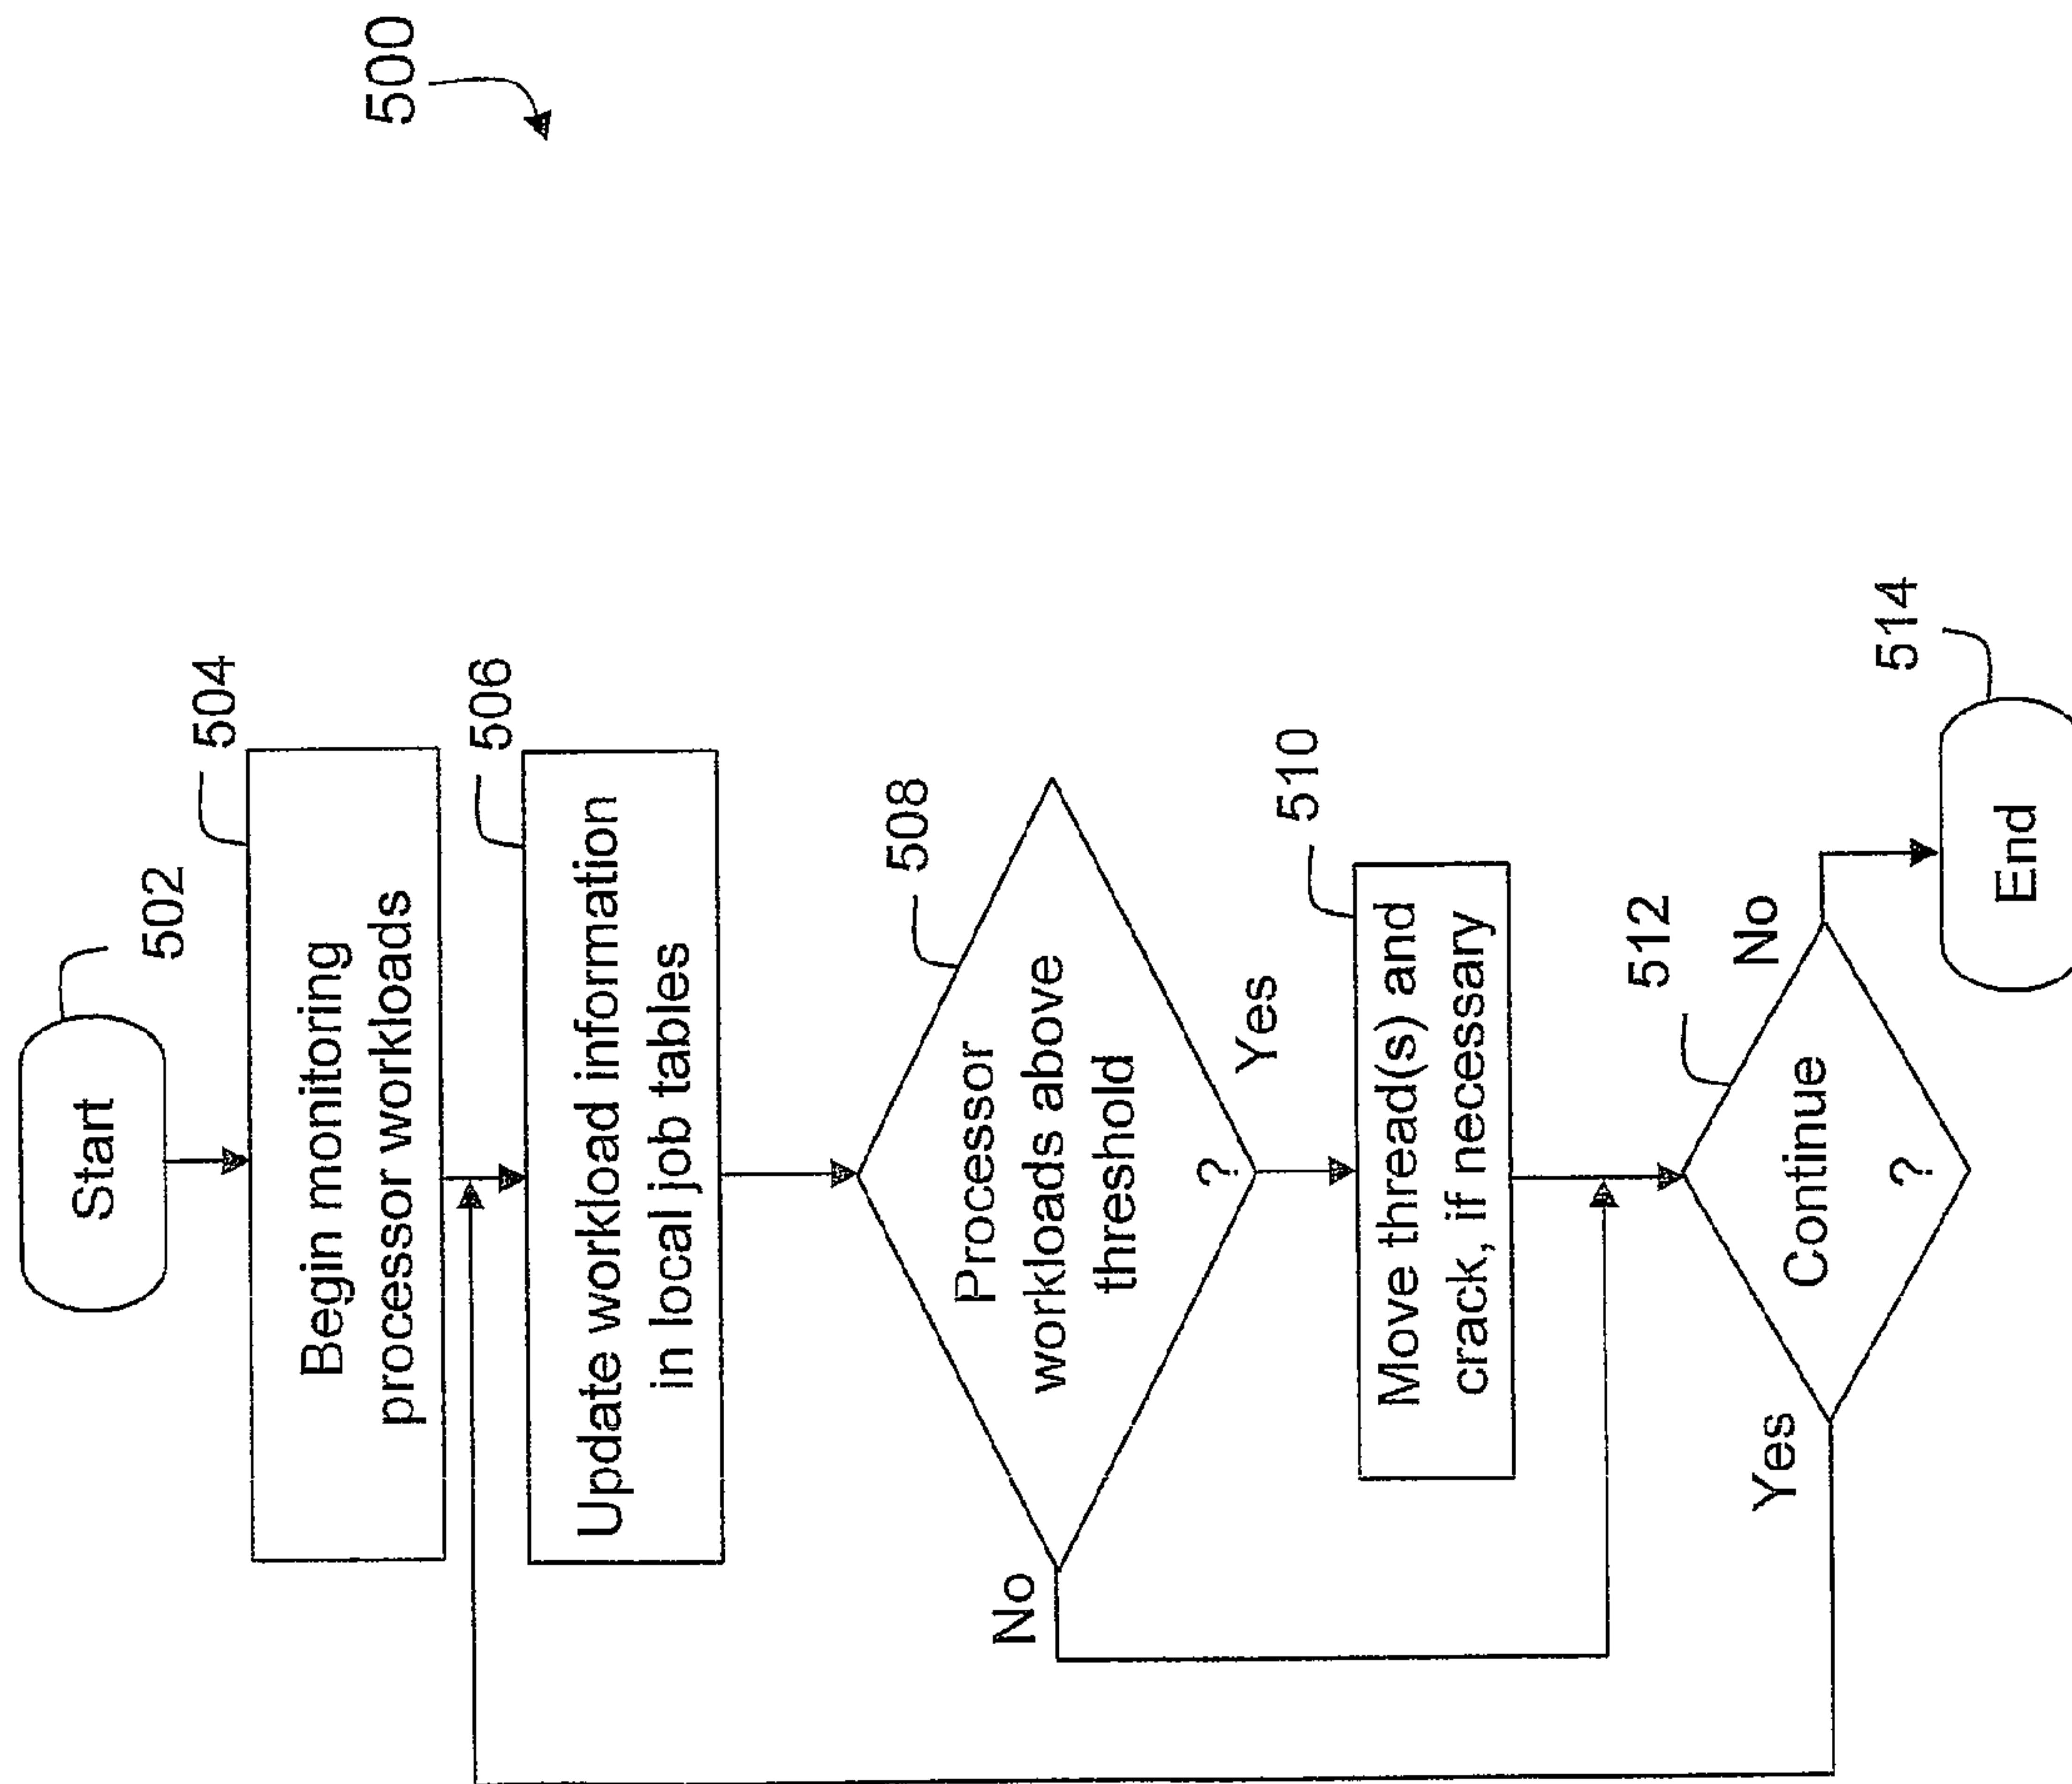 500
Start
502
Begin monitoring
processor workloads
504
Update workload information
in local job tables
506
Processor
workloads above
threshold
?
508
No
Yes
Move thread(s) and
crack, if necessary
510
Continue
?
512
Yes
No
End
514